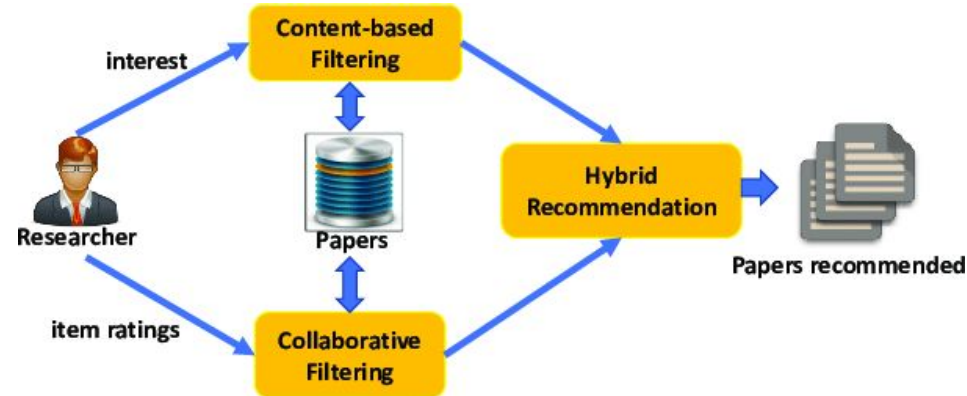 Content-based
Filtering
interest
Researcher
Papers
Hybrid
Recommendation
Papers recommended
item ratings
Collaborative
Filtering